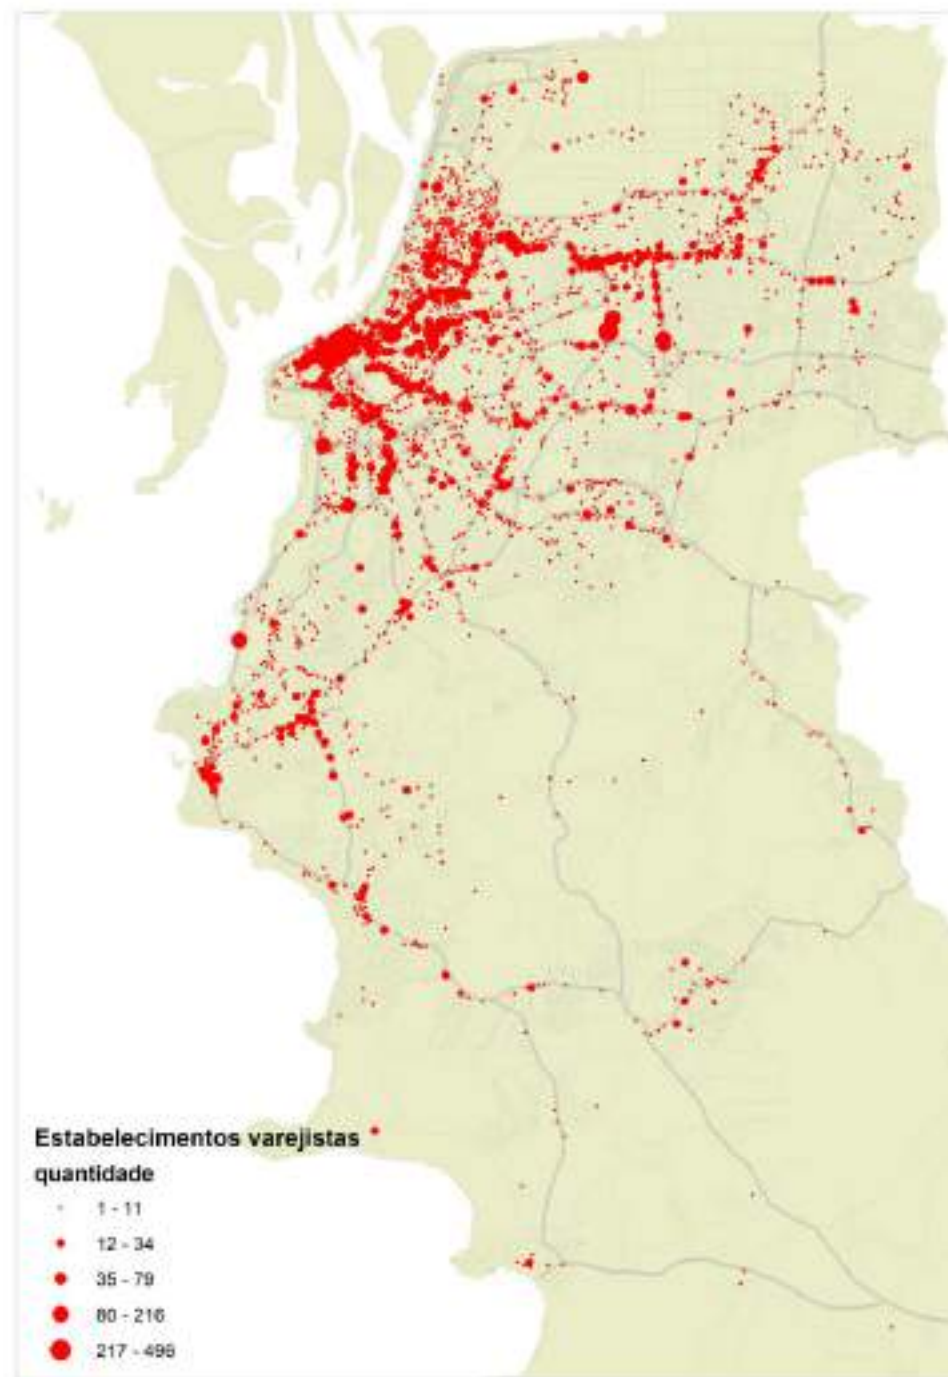 Estabelecimentos varejistas
quantidade
1 - 11
12 - 34
35 - 79
80 - 216
217 - 496